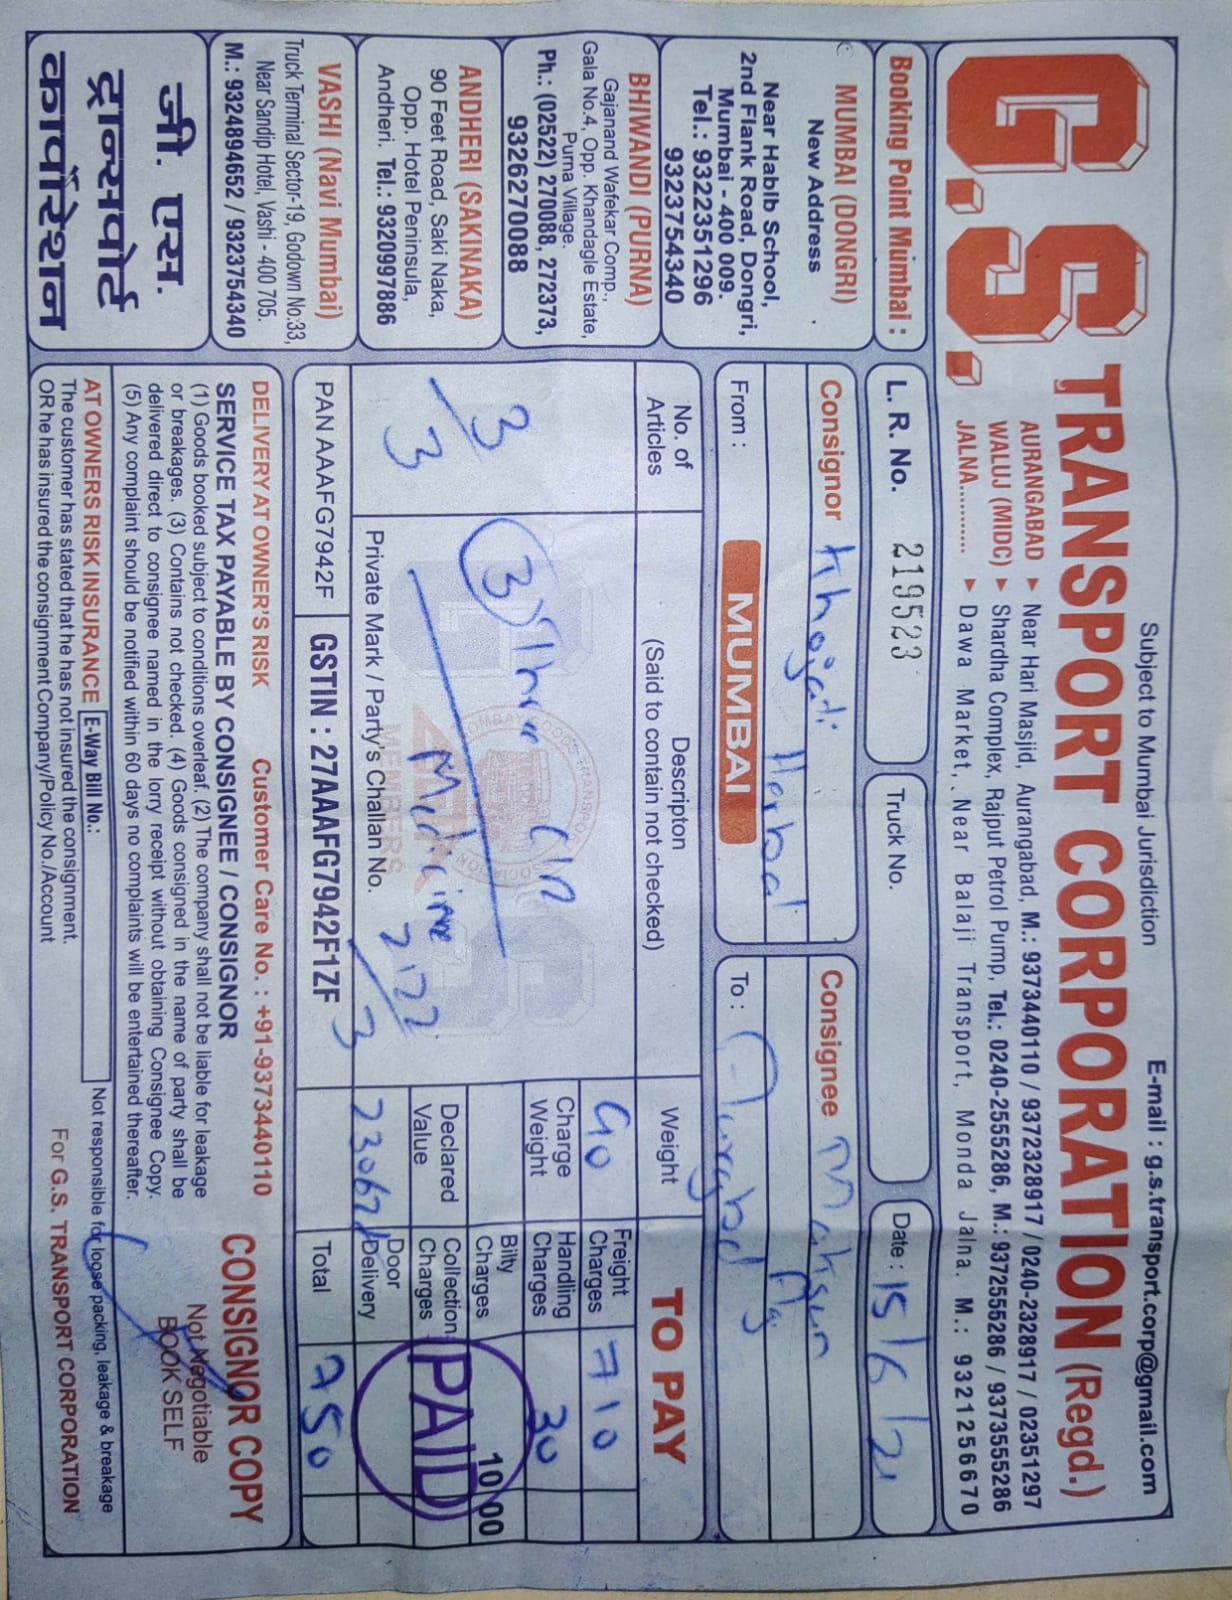 Subject to Mumbai Jurisdiction
E-mail : g.s.transport.corp@gmail.com
G.S. TRANSPORT CORPORATION (Regd.)
AURANGABAD ► Near Hari Masjid, Aurangabad, M.: 9373440110 / 9372328917 / 0240-2328917 / 02351297
WALUJ (MIDC) ► Shardha Complex, Rajput Petrol Pump, Tel.: 0240-2555286, M.: 9372555286 / 9373555286
JALNA........... ► Dawa Market, Near Balaji Transport, Monda Jalna. M.: 9321256670
Booking Point Mumbai :
MUMBAI (DONGRI)
New Address
Near Habib School,
2nd Flank Road, Dongri,
Mumbai - 400 009.
Tel.: 9322351296
9323754340
BHIWANDI (PURNA)
Gajanand Wafekar Comp.,
Gala No.4, Opp. Khandagle Estate,
Purna Village.
Ph.: (02522) 270088, 272373,
9326270088
ANDHERI (SAKINAKA)
90 Feet Road, Saki Naka,
Opp. Hotel Peninsula,
Andheri. Tel.: 9320997886
VASHI (Navi Mumbai)
Truck Terminal Sector-19, Godown No.33,
Near Sandip Hotel, Vashi - 400 705.
M.: 9324894652 / 9323754340
जी. एस.
ट्रान्सपोर्ट
कार्पोरेशन
L. R. No. 219523
Truck No.
Date : 15/6/21
Consignor Khojati Herbal
Consignee Mahsin
From : MUMBAI
To :
No. of Articles
Descripton
(Said to contain not checked)
Weight
TO PAY
3/3
(3) Three C/B
Medicine
BOMBAY GOODS TRANSPORT ASSOCIATION
MEMBERS
Private Mark / Party's Challan No. 2122/3
90
Charge Weight
Declared Value
23067/
Freight Charges 710
Handling Charges 30
Bilty Charges 10 00
Collection Charges
Door Delivery
Total 750
PAID
PAN AAAFG7942F
GSTIN : 27AAAFG7942F1ZF
DELIVERY AT OWNER'S RISK
Customer Care No. : +91-9373440110
SERVICE TAX PAYABLE BY CONSIGNEE / CONSIGNOR
(1) Goods booked subject to conditions overleaf. (2) The company shall not be liable for leakage
or breakages. (3) Contains not checked. (4) Goods consigned in the name of party shall be
delivered direct to consignee named in the lorry receipt without obtaining Consignee Copy.
(5) Any complaint should be notified within 60 days no complaints will be entertained thereafter.
CONSIGNOR COPY
Not Negotiable
BOOK SELF
AT OWNERS RISK INSURANCE
E-Way Bill No.:
Not responsible for loose packing, leakage & breakage
The customer has stated that he has not insured the consignment.
OR he has insured the consignment Company/Policy No./Account
For G.S. TRANSPORT CORPORATION